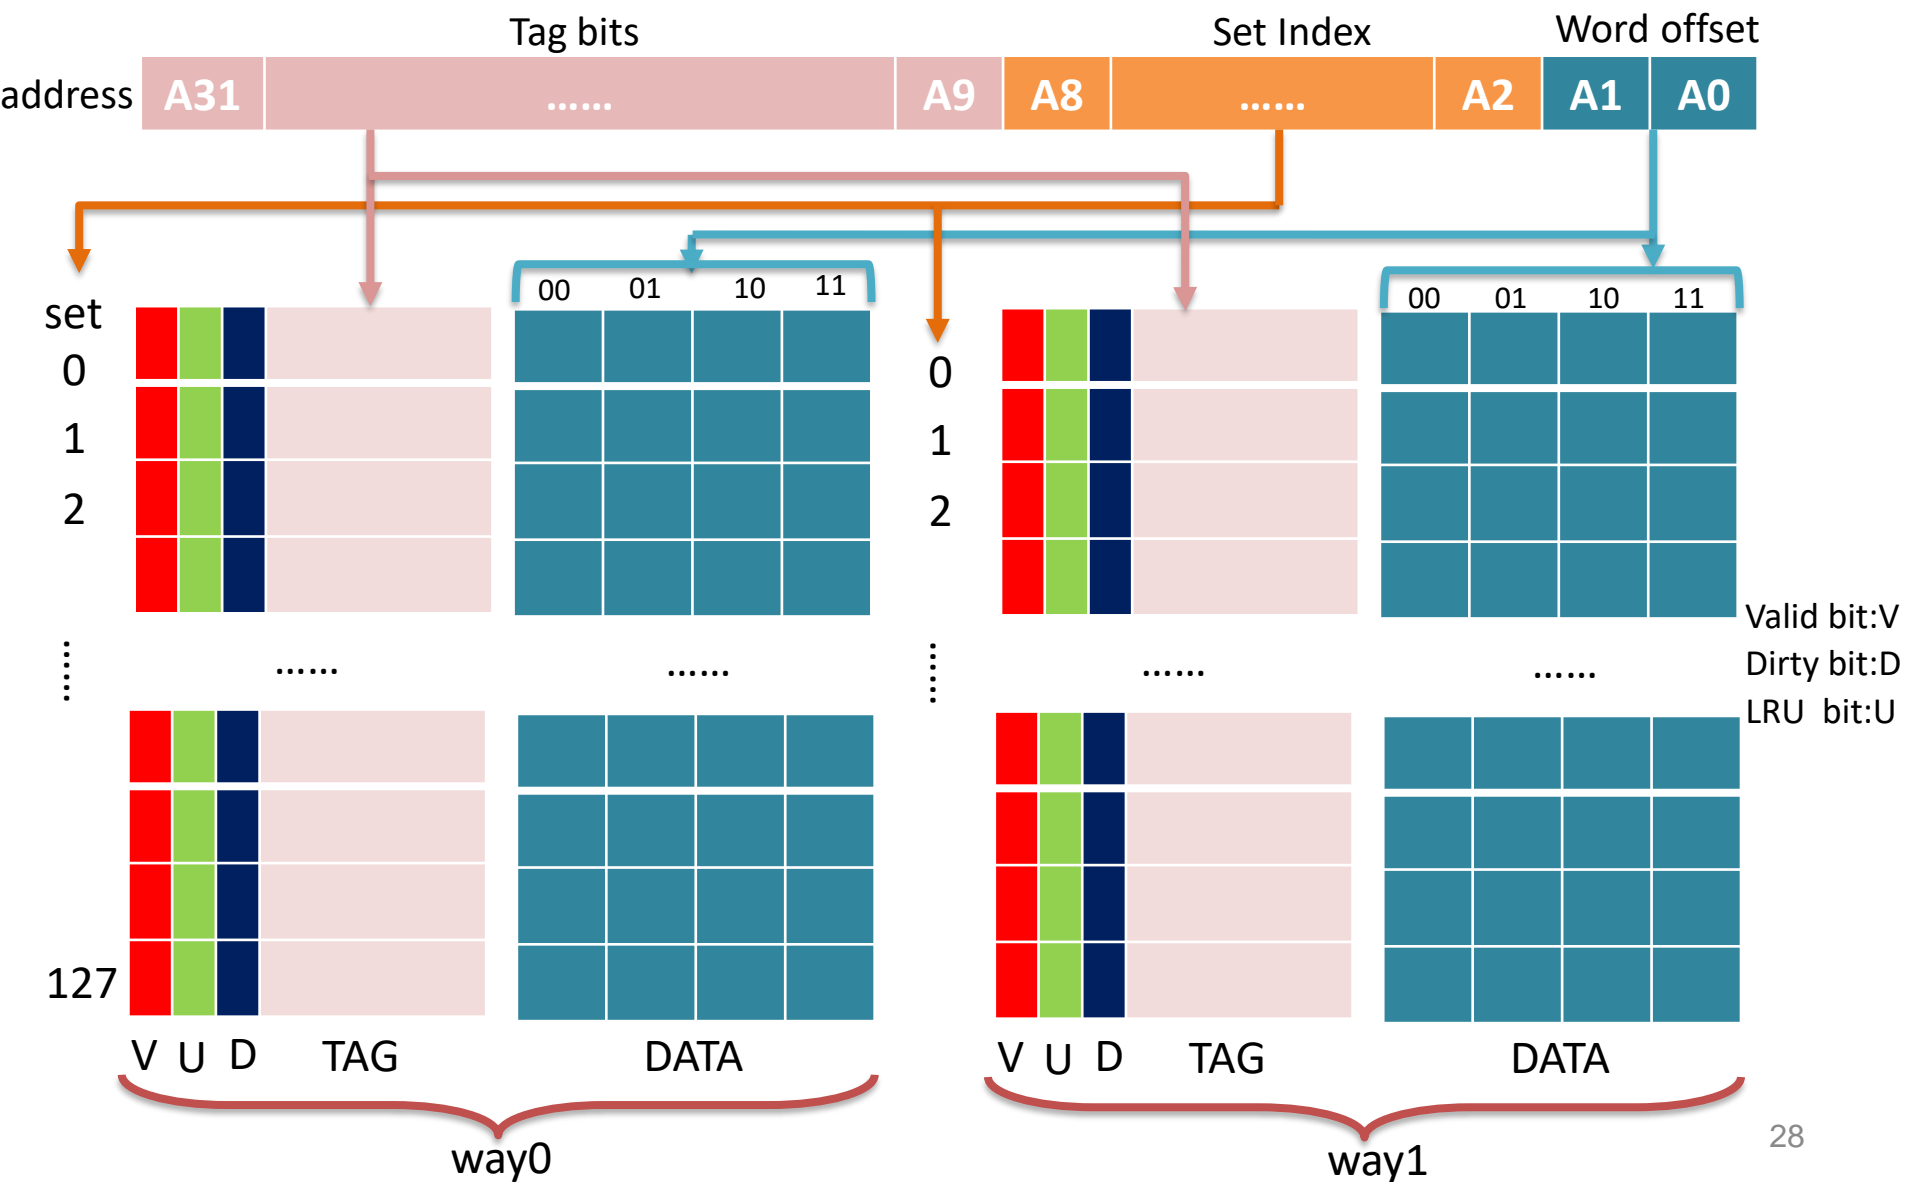 Tag bits Set Index Word offset
address A31 ...... A9 A8 ...... A2 A1 A0
00 01 10 11 00 01 10 11
set
0 0
1 1
2 2
Valid bit:V
...... ...... ...... ...... ...... ...... Dirty bit:D
LRU bit:U
127
V U D TAG DATA V U D TAG DATA
way0 way1
28